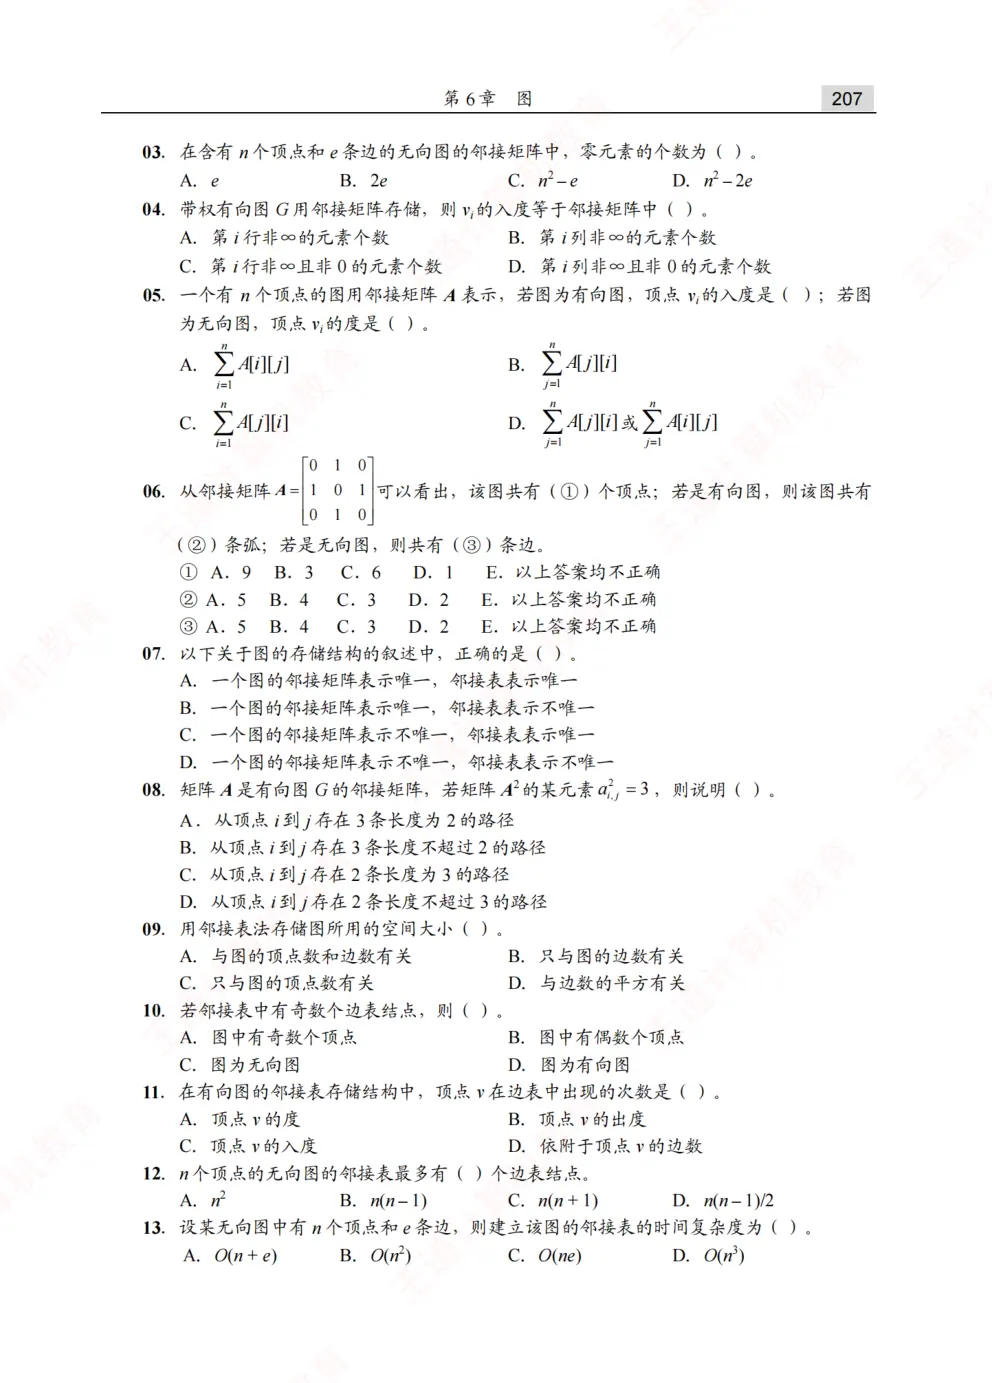 第 6 章 图 207
03. 在含有 n 个顶点和 e 条边的无向图的邻接矩阵中，零元素的个数为（ ）。
A. e B. 2e C. n² – e D. n² – 2e
04. 带权有向图 G 用邻接矩阵存储，则 vᵢ 的入度等于邻接矩阵中（ ）。
A. 第 i 行非∞的元素个数 B. 第 i 列非∞的元素个数
C. 第 i 行非∞且非 0 的元素个数 D. 第 i 列非∞且非 0 的元素个数
05. 一个有 n 个顶点的图用邻接矩阵 A 表示，若图为有向图，顶点 vᵢ 的入度是（ ）；若图
为无向图，顶点 vᵢ 的度是（ ）。
A. ∑ⁿᵢ₌₁ A[i][j] B. ∑ⁿⱼ₌₁ A[j][i]
C. ∑ⁿᵢ₌₁ A[j][i] D. ∑ⁿⱼ₌₁ A[j][i] 或 ∑ⁿⱼ₌₁ A[i][j]
06. 从邻接矩阵 A = [0 1 0; 1 0 1; 0 1 0] 可以看出，该图共有（①）个顶点；若是有向图，则该图共有
（②）条弧；若是无向图，则共有（③）条边。
① A. 9 B. 3 C. 6 D. 1 E. 以上答案均不正确
② A. 5 B. 4 C. 3 D. 2 E. 以上答案均不正确
③ A. 5 B. 4 C. 3 D. 2 E. 以上答案均不正确
07. 以下关于图的存储结构的叙述中，正确的是（ ）。
A. 一个图的邻接矩阵表示唯一，邻接表表示唯一
B. 一个图的邻接矩阵表示唯一，邻接表表示不唯一
C. 一个图的邻接矩阵表示不唯一，邻接表表示唯一
D. 一个图的邻接矩阵表示不唯一，邻接表表示不唯一
08. 矩阵 A 是有向图 G 的邻接矩阵，若矩阵 A² 的某元素 a²ᵢ,ⱼ = 3，则说明（ ）。
A. 从顶点 i 到 j 存在 3 条长度为 2 的路径
B. 从顶点 i 到 j 存在 3 条长度不超过 2 的路径
C. 从顶点 i 到 j 存在 2 条长度为 3 的路径
D. 从顶点 i 到 j 存在 2 条长度不超过 3 的路径
09. 用邻接表法存储图所用的空间大小（ ）。
A. 与图的顶点数和边数有关 B. 只与图的边数有关
C. 只与图的顶点数有关 D. 与边数的平方有关
10. 若邻接表中有奇数个边表结点，则（ ）。
A. 图中有奇数个顶点 B. 图中有偶数个顶点
C. 图为无向图 D. 图为有向图
11. 在有向图的邻接表存储结构中，顶点 v 在边表中出现的次数是（ ）。
A. 顶点 v 的度 B. 顶点 v 的出度
C. 顶点 v 的入度 D. 依附于顶点 v 的边数
12. n 个顶点的无向图的邻接表最多有（ ）个边表结点。
A. n² B. n(n – 1) C. n(n + 1) D. n(n – 1)/2
13. 设某无向图中有 n 个顶点和 e 条边，则建立该图的邻接表的时间复杂度为（ ）。
A. O(n + e) B. O(n²) C. O(ne) D. O(n³)